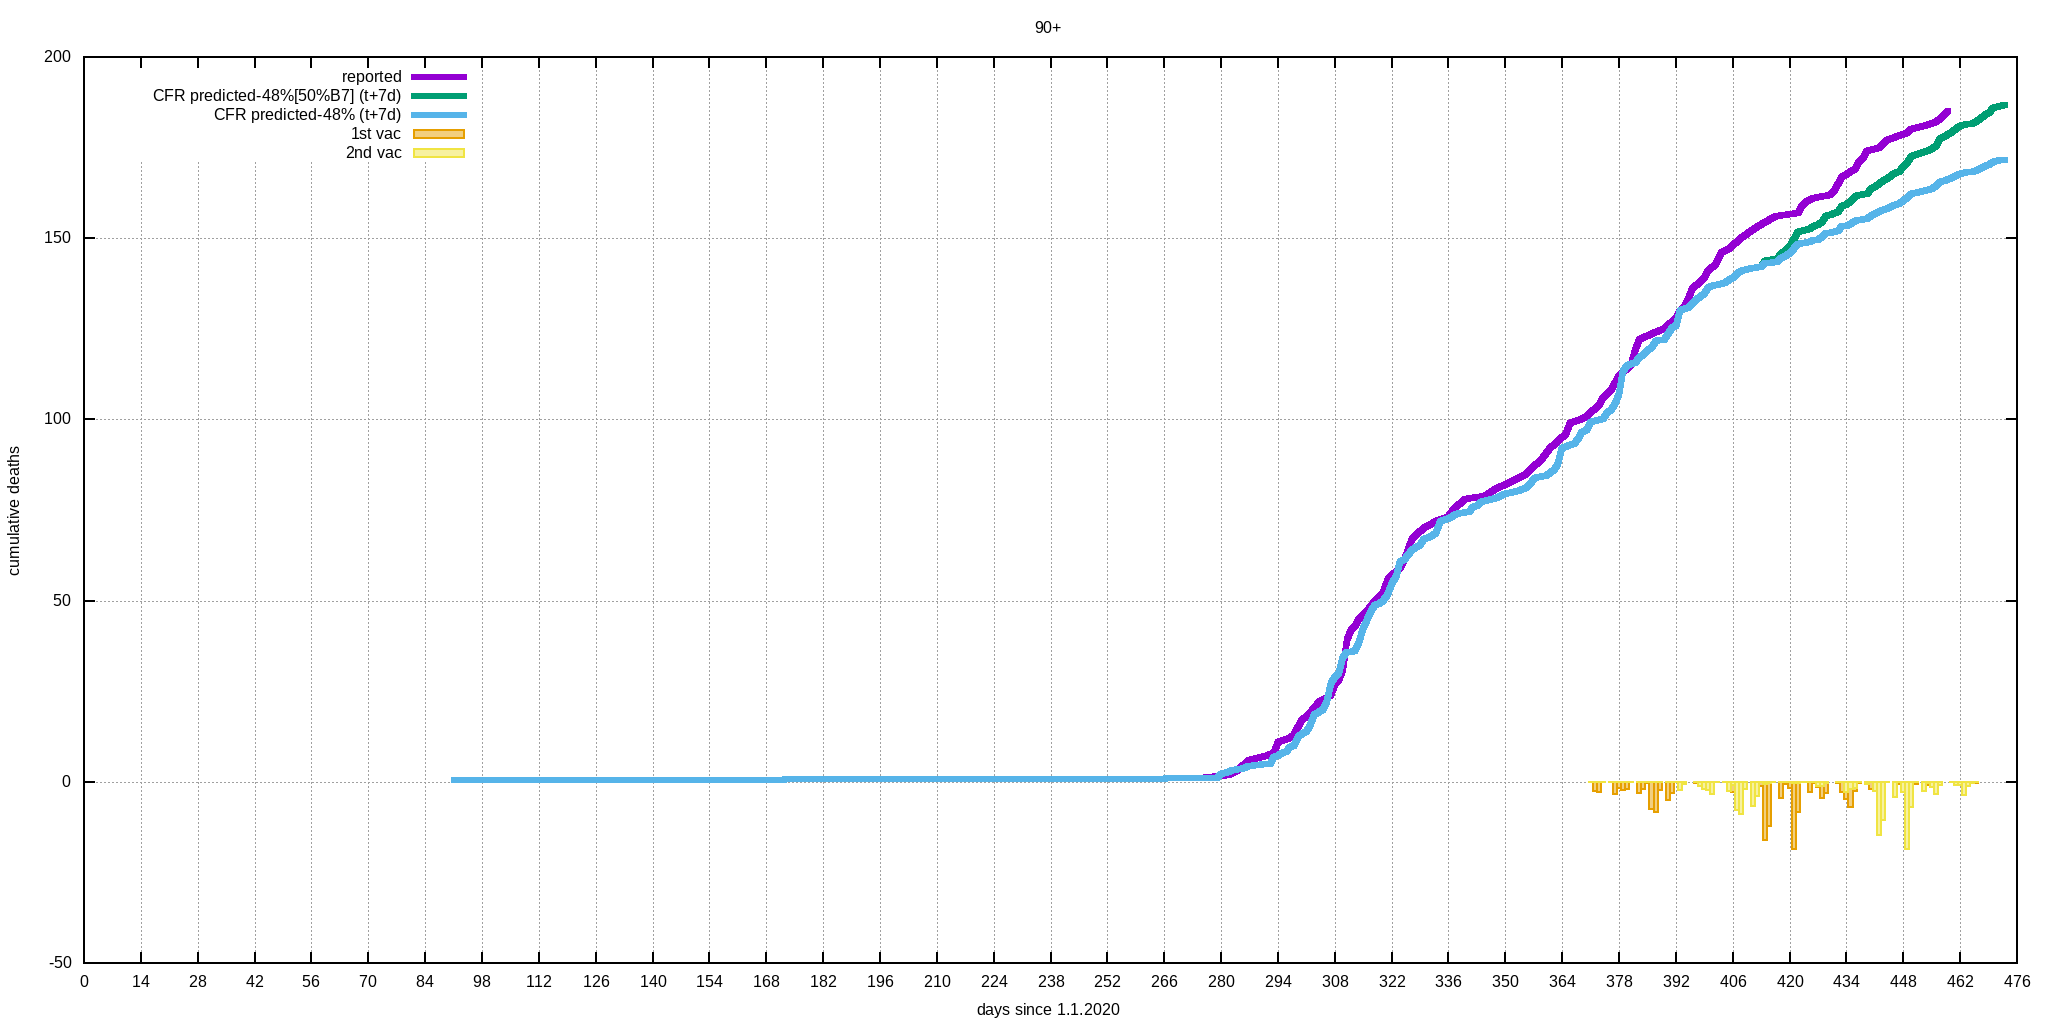 90+
200
150
100
50
0
-50
cumulative deaths
reported
CFR predicted-48%[50%B7] (t+7d)
CFR predicted-48% (t+7d)
1st vac
2nd vac
0 14 28 42 56 70 84 98 112 126 140 154 168 182 196 210 224 238 252 266 280 294 308 322 336 350 364 378 392 406 420 434 448 462 476
days since 1.1.2020